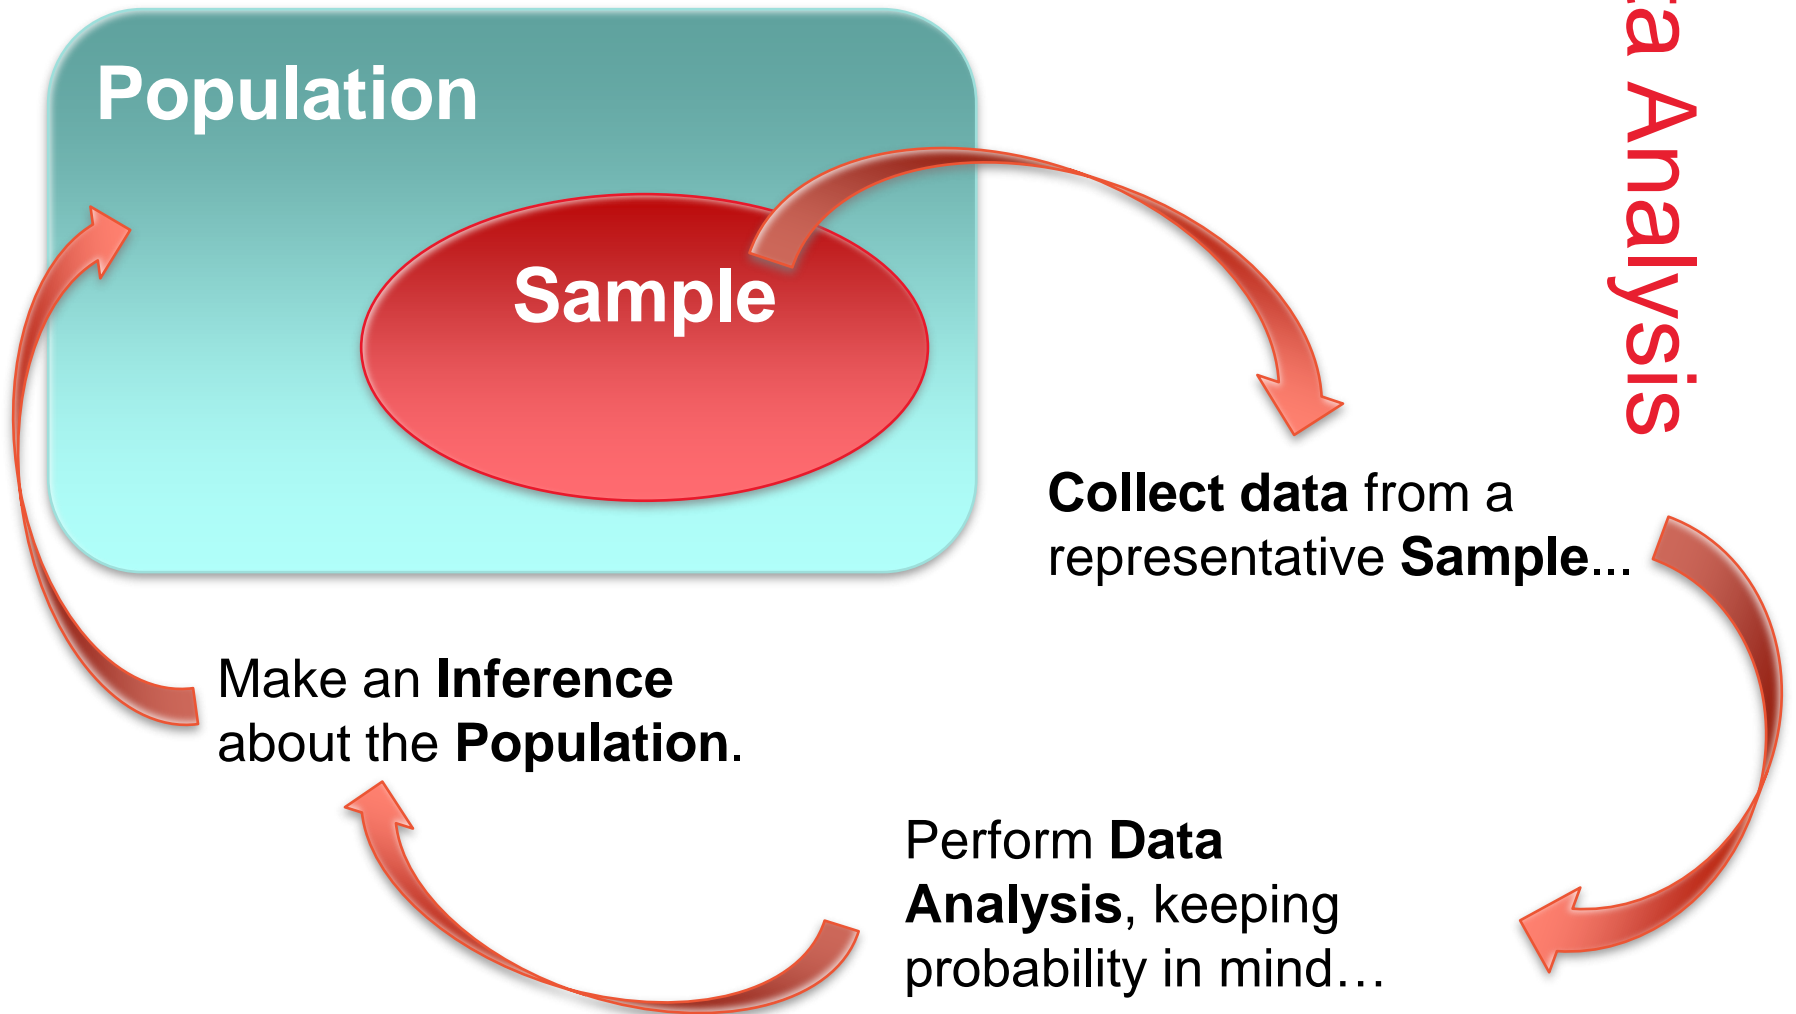 Population
Sample
Analysis
Collect data from a
representative Sample...
Make an Inference
about the Population.
Perform Data
Analysis, keeping
probability in mind…